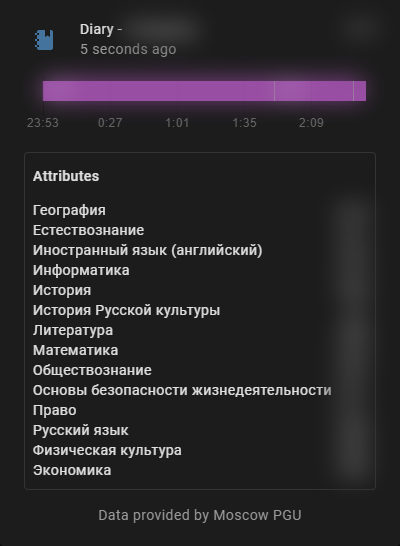 Diary -
5 seconds ago
23:53 0:27 1:01 1:35 2:09
Attributes
География
Естествознание
Иностранный язык (английский)
Информатика
История
История Русской культуры
Литература
Математика
Обществознание
Основы безопасности жизнедеятельности
Право
Русский язык
Физическая культура
Экономика
Data provided by Moscow PGU